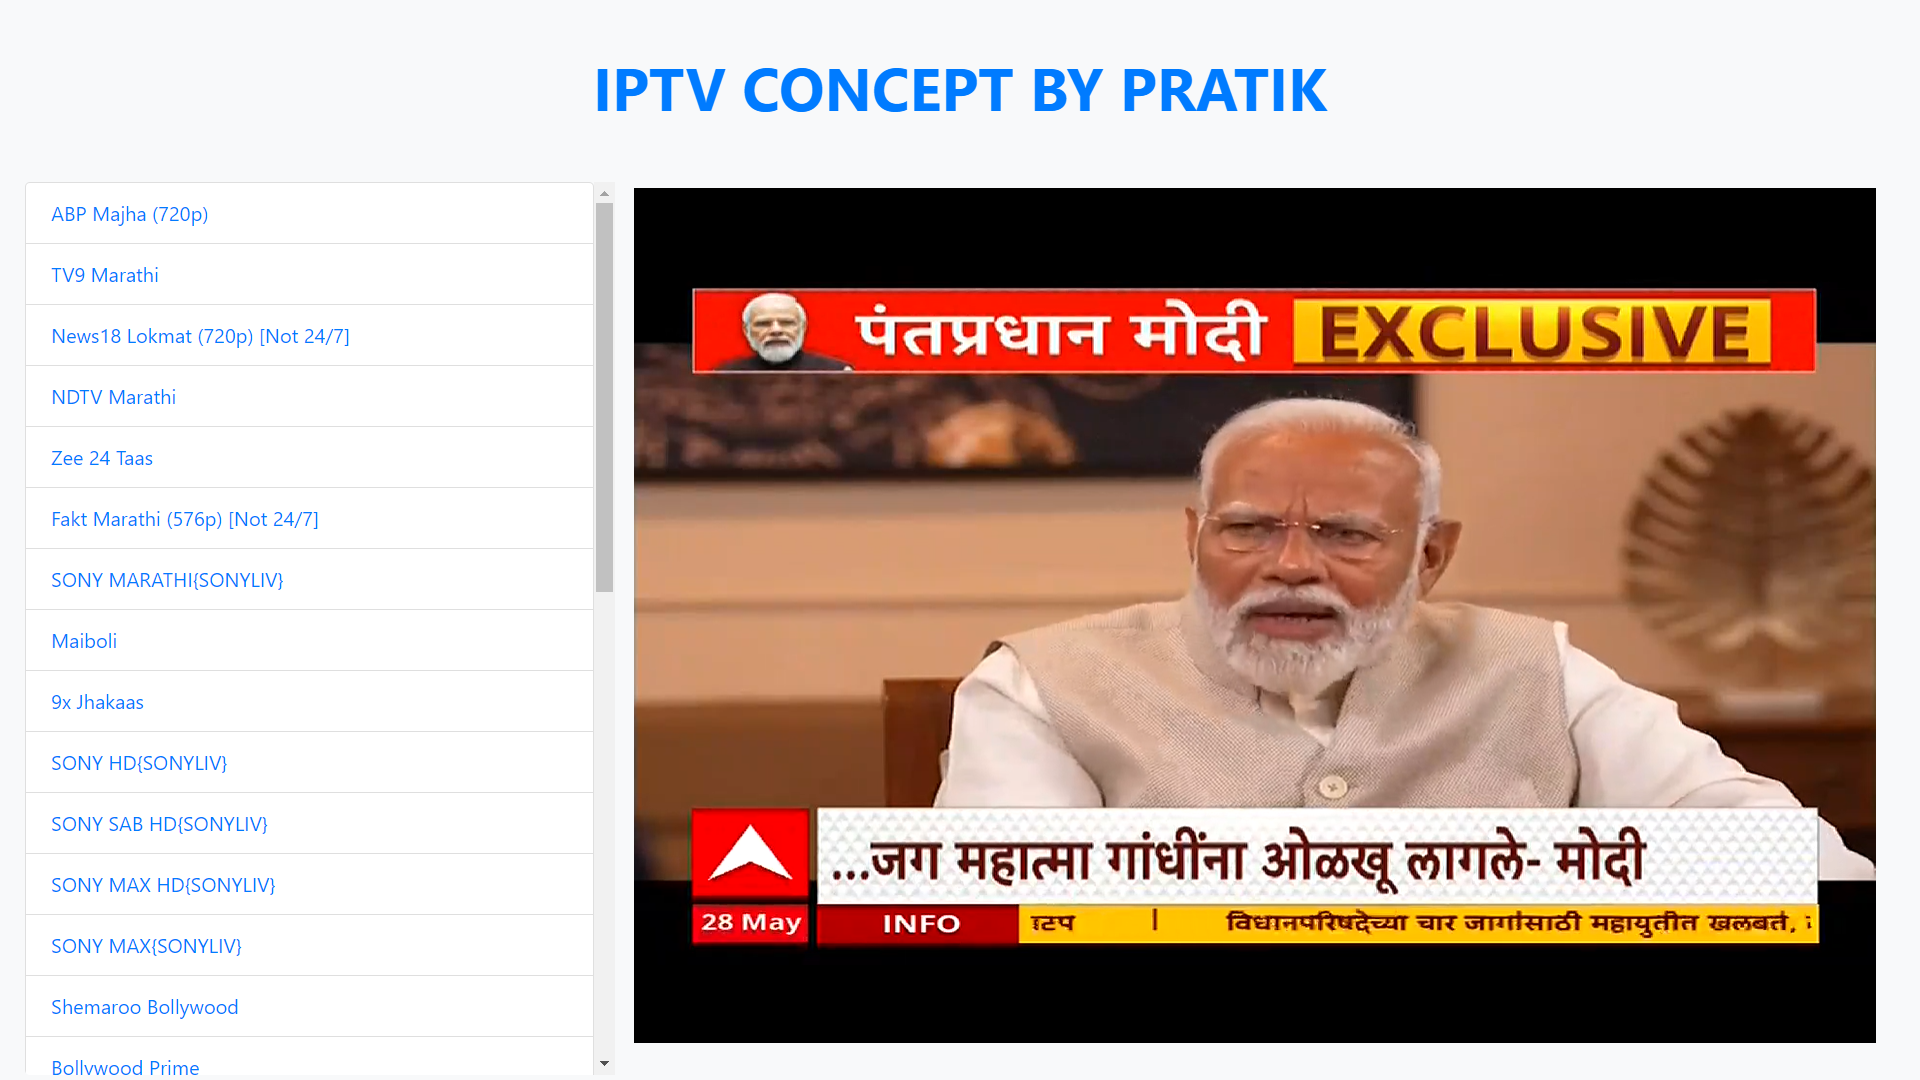 IPTV CONCEPT BY PRATIK
ABP Majha (720p)
TV9 Marathi
News18 Lokmat (720p) [Not 24/7]
NDTV Marathi
Zee 24 Taas
Fakt Marathi (576p) [Not 24/7]
SONY MARATHI{SONYLIV}
Maiboli
9x Jhakaas
SONY HD{SONYLIV}
SONY SAB HD{SONYLIV}
SONY MAX HD{SONYLIV}
SONY MAX{SONYLIV}
Shemaroo Bollywood
Bollywood Prime
पंतप्रधान मोदी EXCLUSIVE
...जग महात्मा गांधींना ओळखू लागले- मोदी
28 May INFO | विधानपरिषदेच्या चार जागांसाठी महायुतीत खलबतं,